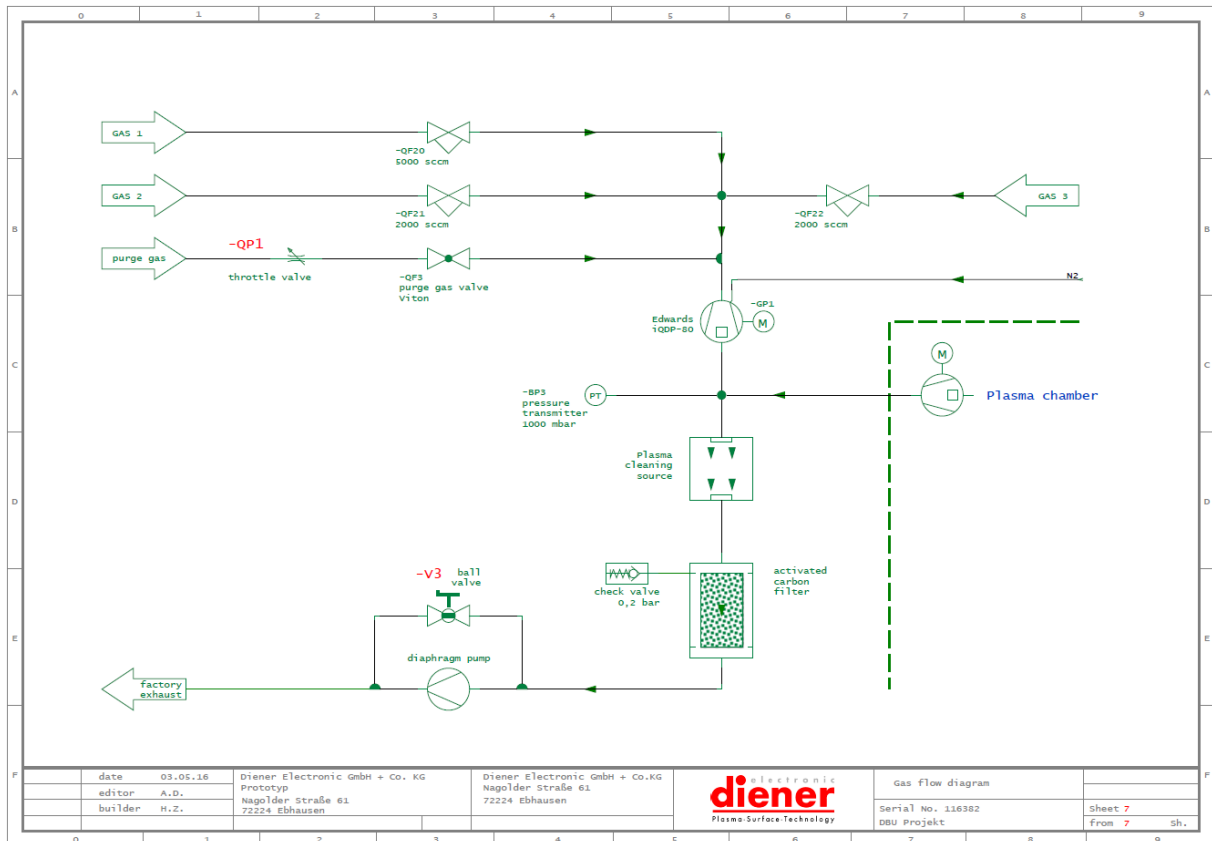 0 1 2 3 4 5 6 7 8 9
A A
GAS 1
-QF20
5000 sccm
GAS 2
-QF21
2000 sccm
-QF22
2000 sccm
GAS 3
B B
-QP1
purge gas
throttle valve
-QF3
purge gas valve
Viton
N2
-GP1
Edwards
iQDP-80
M
M
C C
-BP3
pressure
transmitter
1000 mbar
PT
Plasma chamber
Plasma
cleaning
source
D D
-V3 ball
valve
check valve
0,2 bar
activated
carbon
filter
E E
diaphragm pump
factory
exhaust
F F
date 03.05.16
editor A.D.
builder H.Z.
Diener Electronic GmbH + Co. KG
Prototyp
Nagolder Straße 61
72224 Ebhausen
Diener Electronic GmbH + Co.KG
Nagolder Straße 61
72224 Ebhausen
electronic
diener
Plasma-Surface-Technology
Gas flow diagram
Serial No. 116382
DBU Projekt
Sheet 7
from 7 Sh.
0 1 2 3 4 5 6 7 8 9